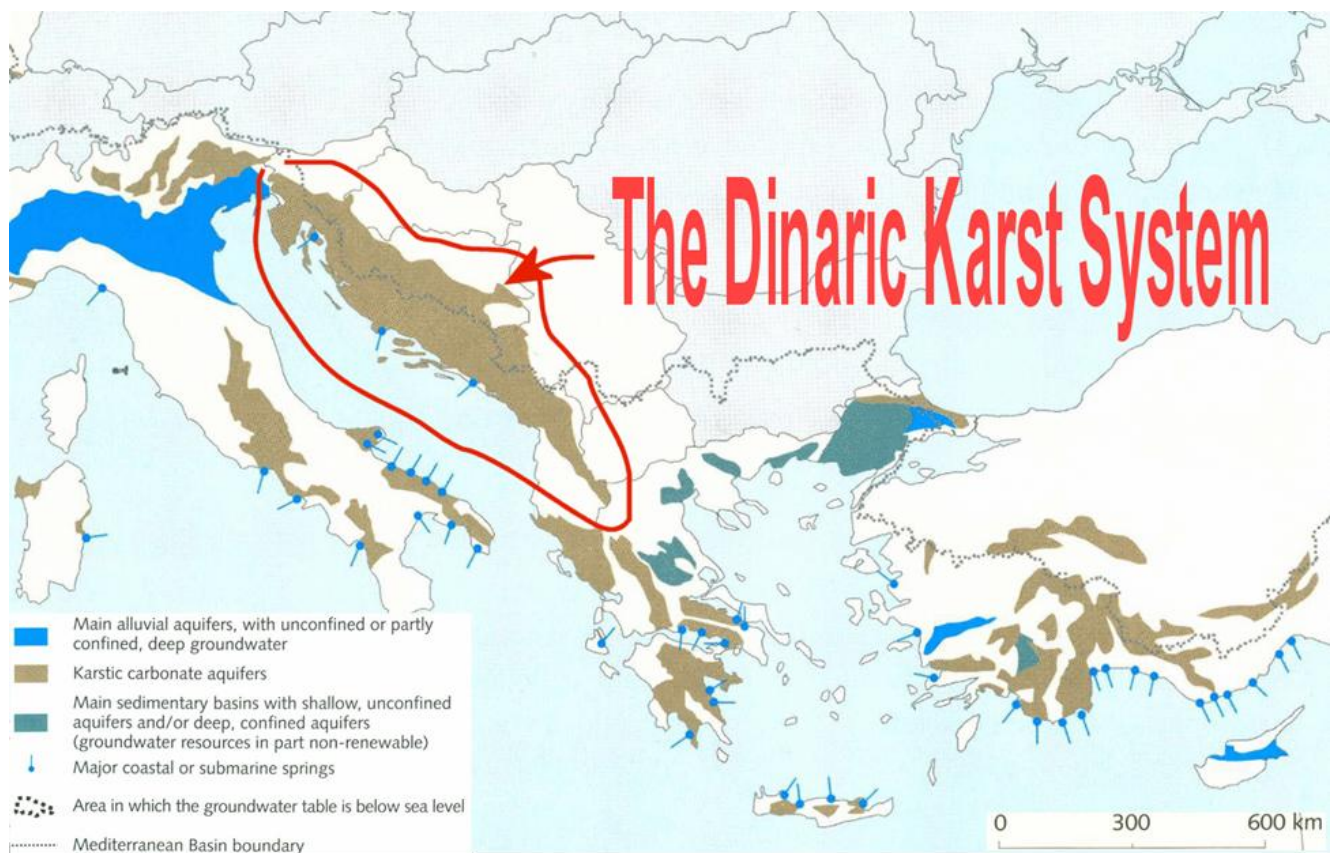 The Dinaric Karst System
Main alluvial aquifers, with unconfined or partly
confined, deep groundwater
Karstic carbonate aquifers
Main sedimentary basins with shallow, unconfined
aquifers and/or deep, confined aquifers
(groundwater resources in part non-renewable)
Major coastal or submarine springs
Area in which the groundwater table is below sea level
Mediterranean Basin boundary
0 300 600 km